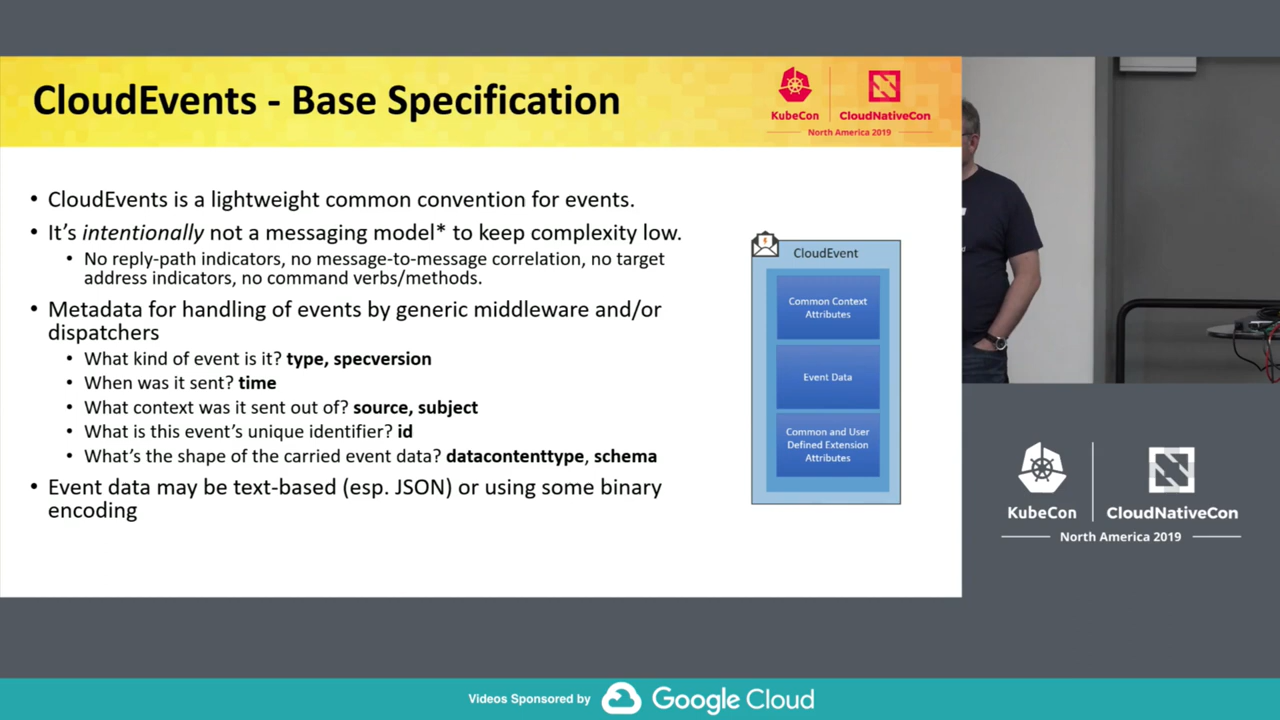 CloudEvents - Base Specification
KubeCon
CloudNativeCon
North America 2019
• CloudEvents is a lightweight common convention for events.
• It's intentionally not a messaging model* to keep complexity low.
• No reply-path indicators, no message-to-message correlation, no target
address indicators, no command verbs/methods.
• Metadata for handling of events by generic middleware and/or
dispatchers
• What kind of event is it? type, specversion
• When was it sent? time
• What context was it sent out of? source, subject
• What is this event's unique identifier? id
• What's the shape of the carried event data? datacontenttype, schema
• Event data may be text-based (esp. JSON) or using some binary
encoding
CloudEvent
Common Context
Attributes
Event Data
Common and User
Defined Extension
Attributes
KubeCon
CloudNativeCon
North America 2019
Videos Sponsored by
Google Cloud